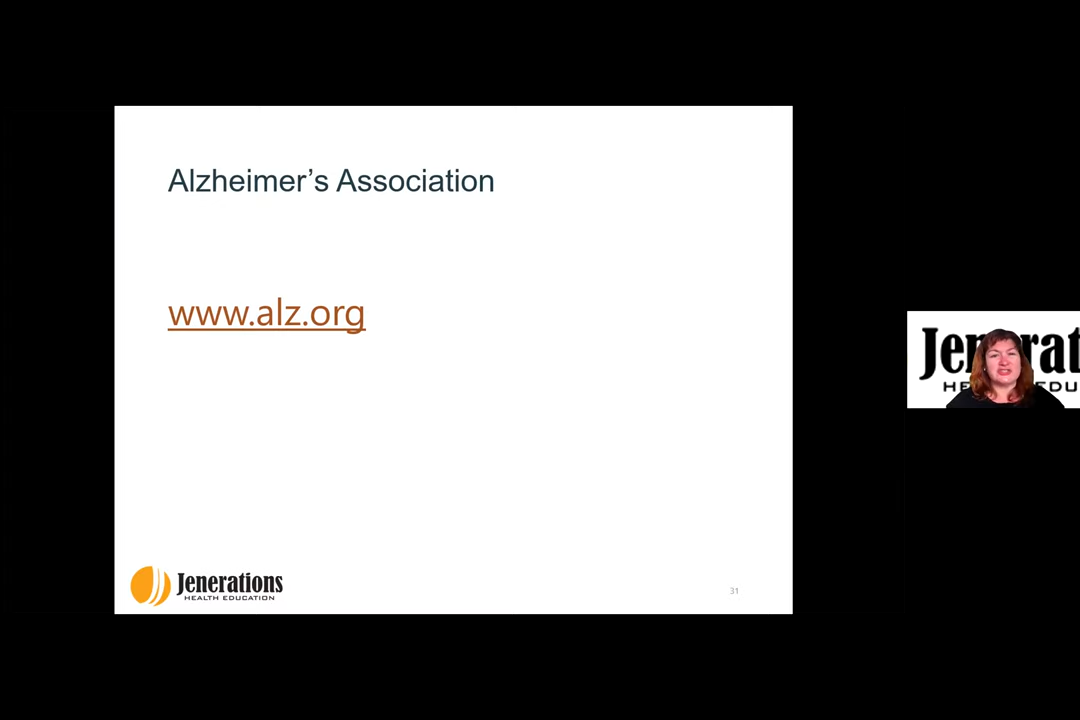 Alzheimer’s Association
www.alz.org
Jenerations
HEALTH EDUCATION
31